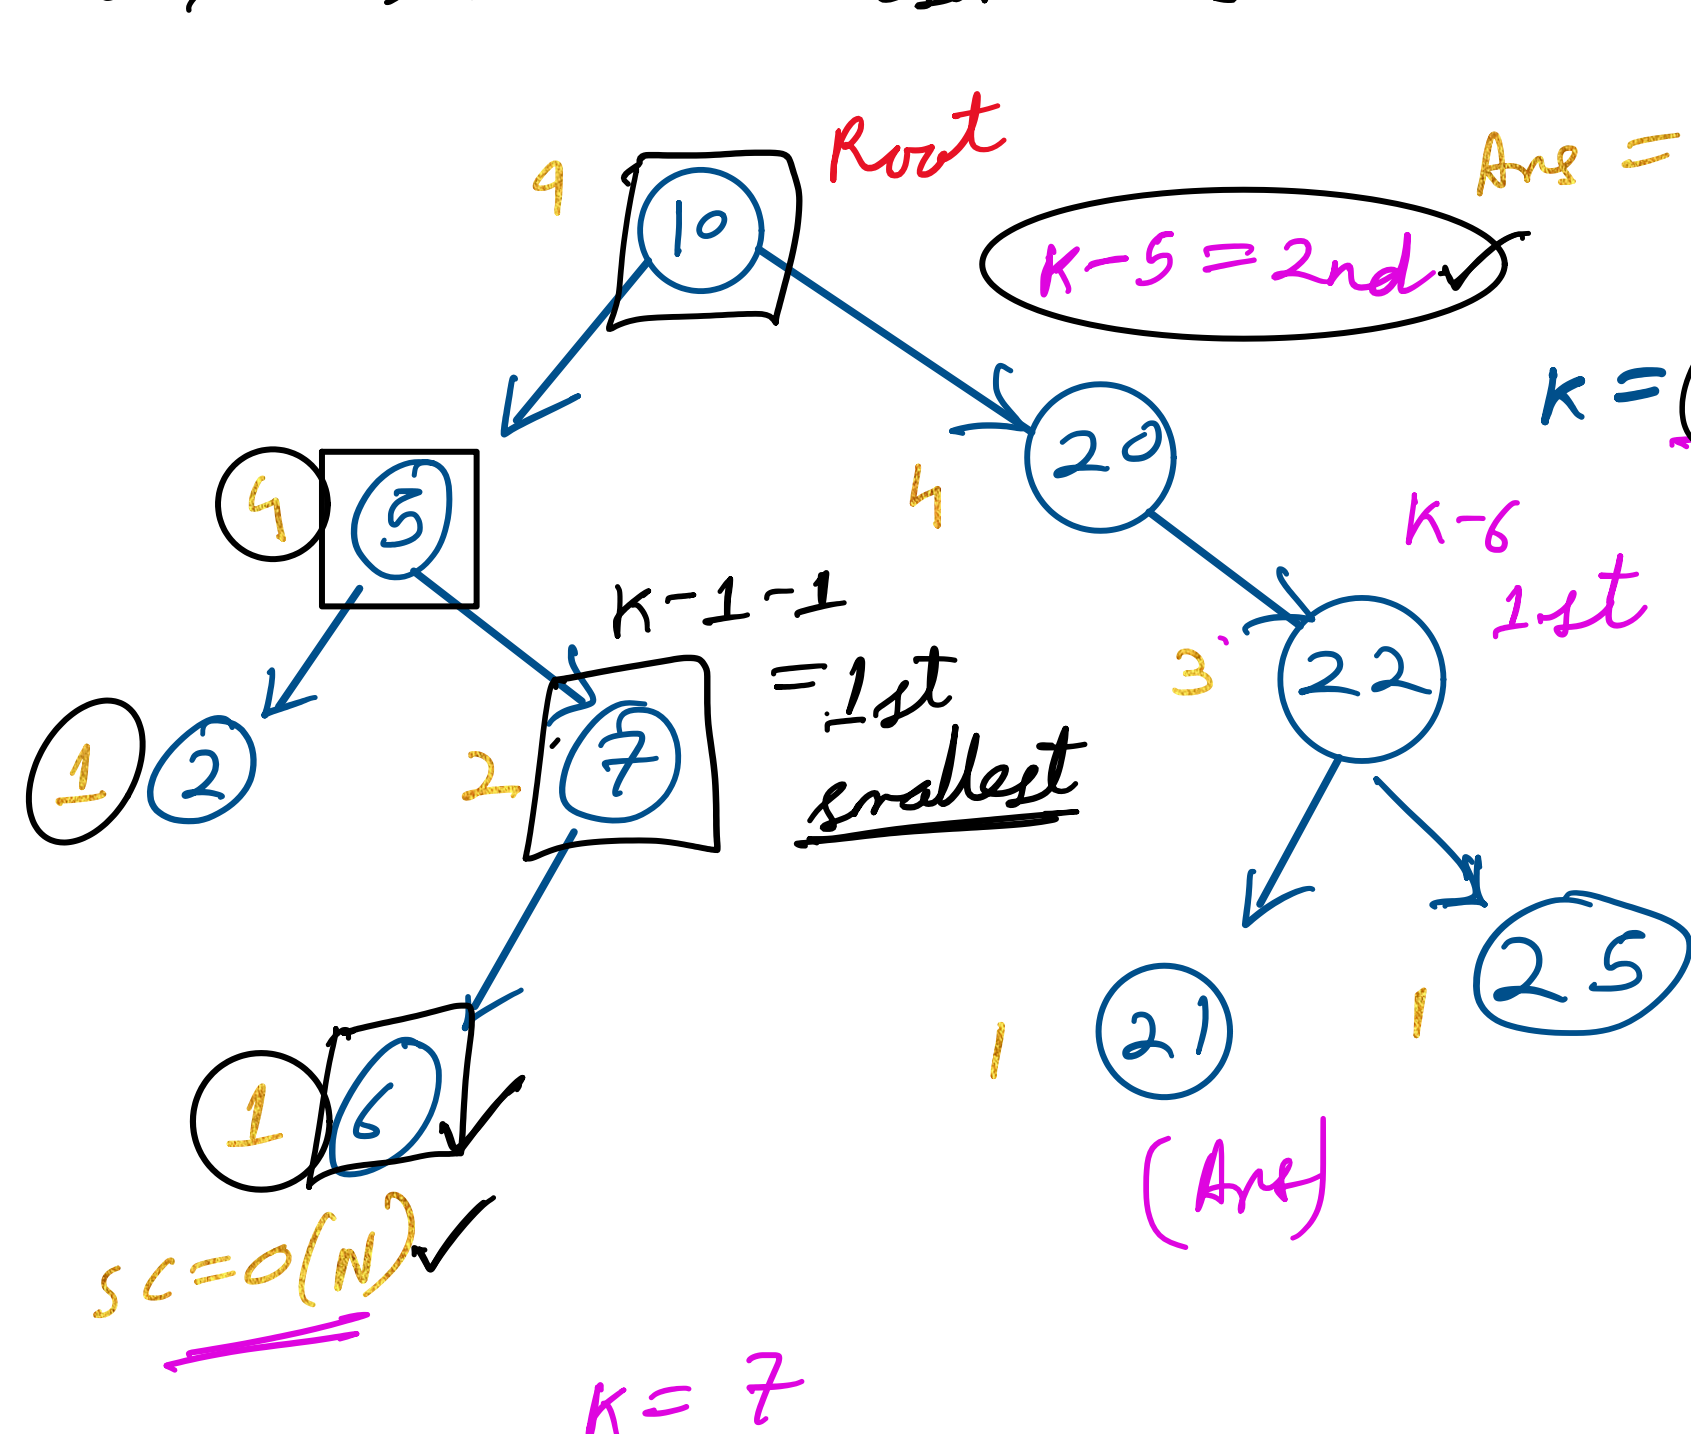 Root
9
10
Ans =
K-5 = 2nd
K =
20
4
5
4
K-6
1st
K-1-1
= 1st
smallest
22
3
1
2
2
7
21
1
25
1
1
6
(Ans)
SC = O(N)
K = 7